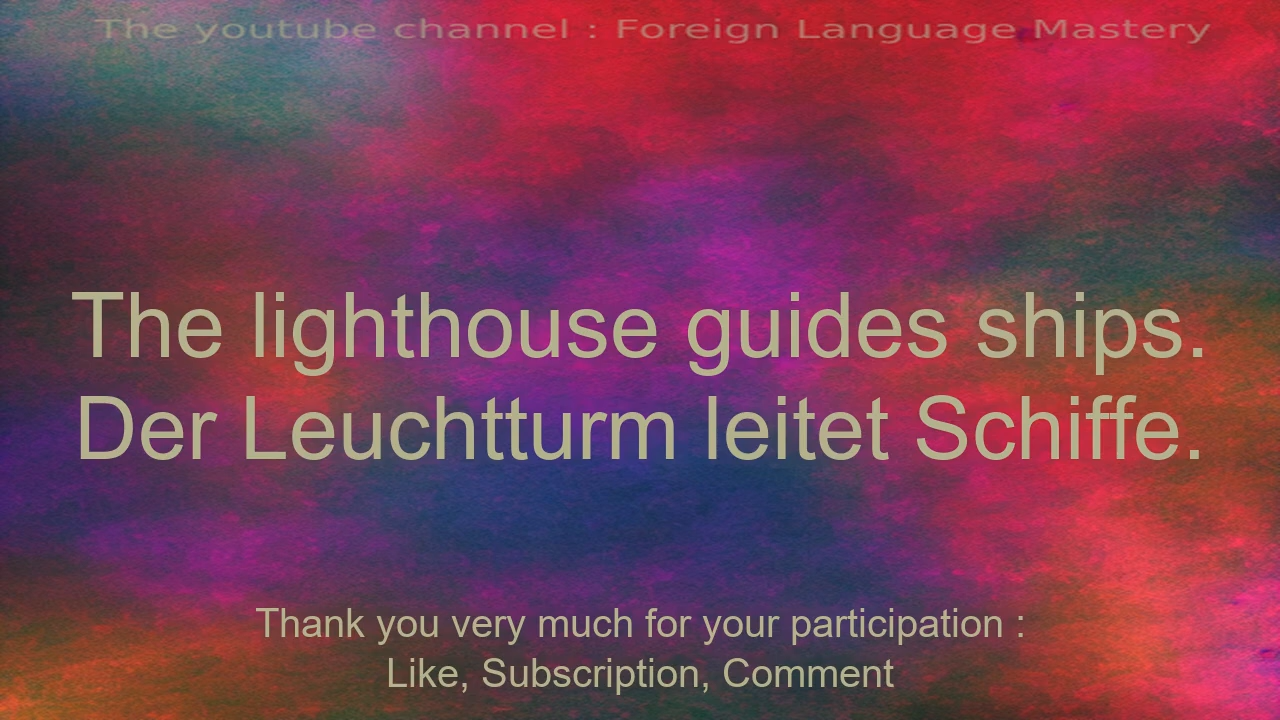 The youtube channel : Foreign Language Mastery
The lighthouse guides ships.
Der Leuchtturm leitet Schiffe.
Thank you very much for your participation :
Like, Subscription, Comment